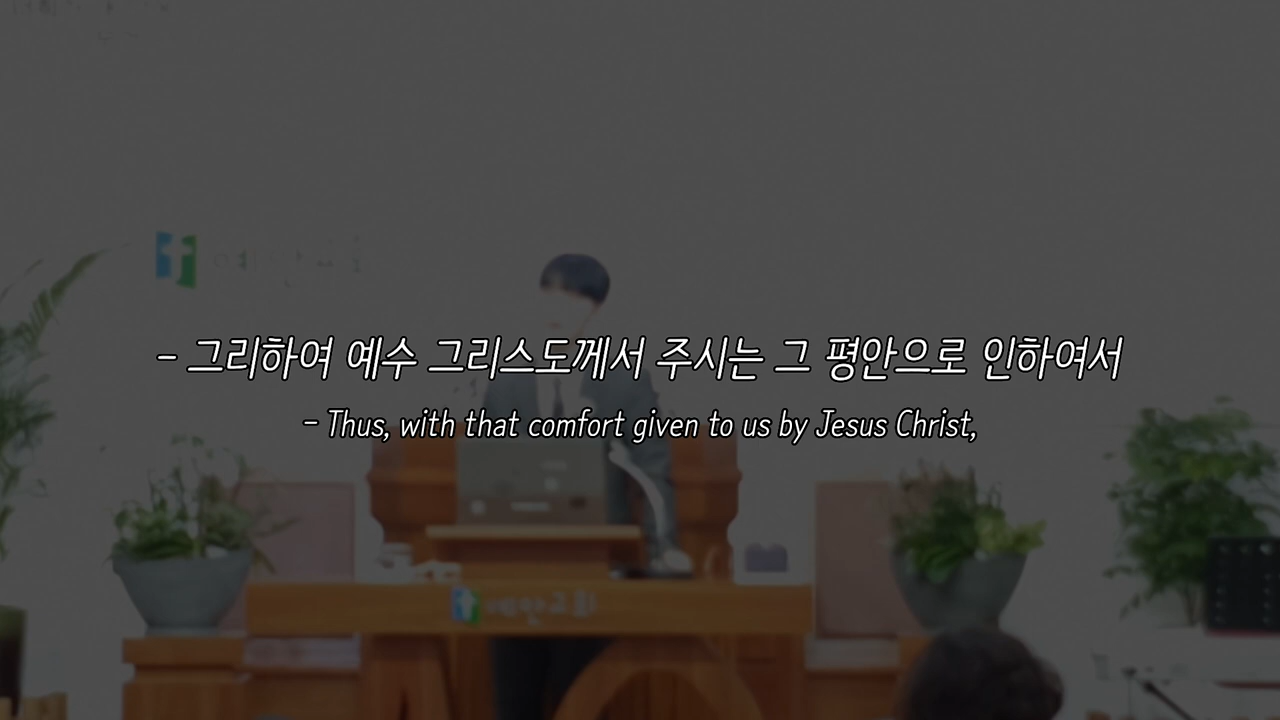 - 그리하여 예수 그리스도께서 주시는 그 평안으로 인하여서
- Thus, with that comfort given to us by Jesus Christ,